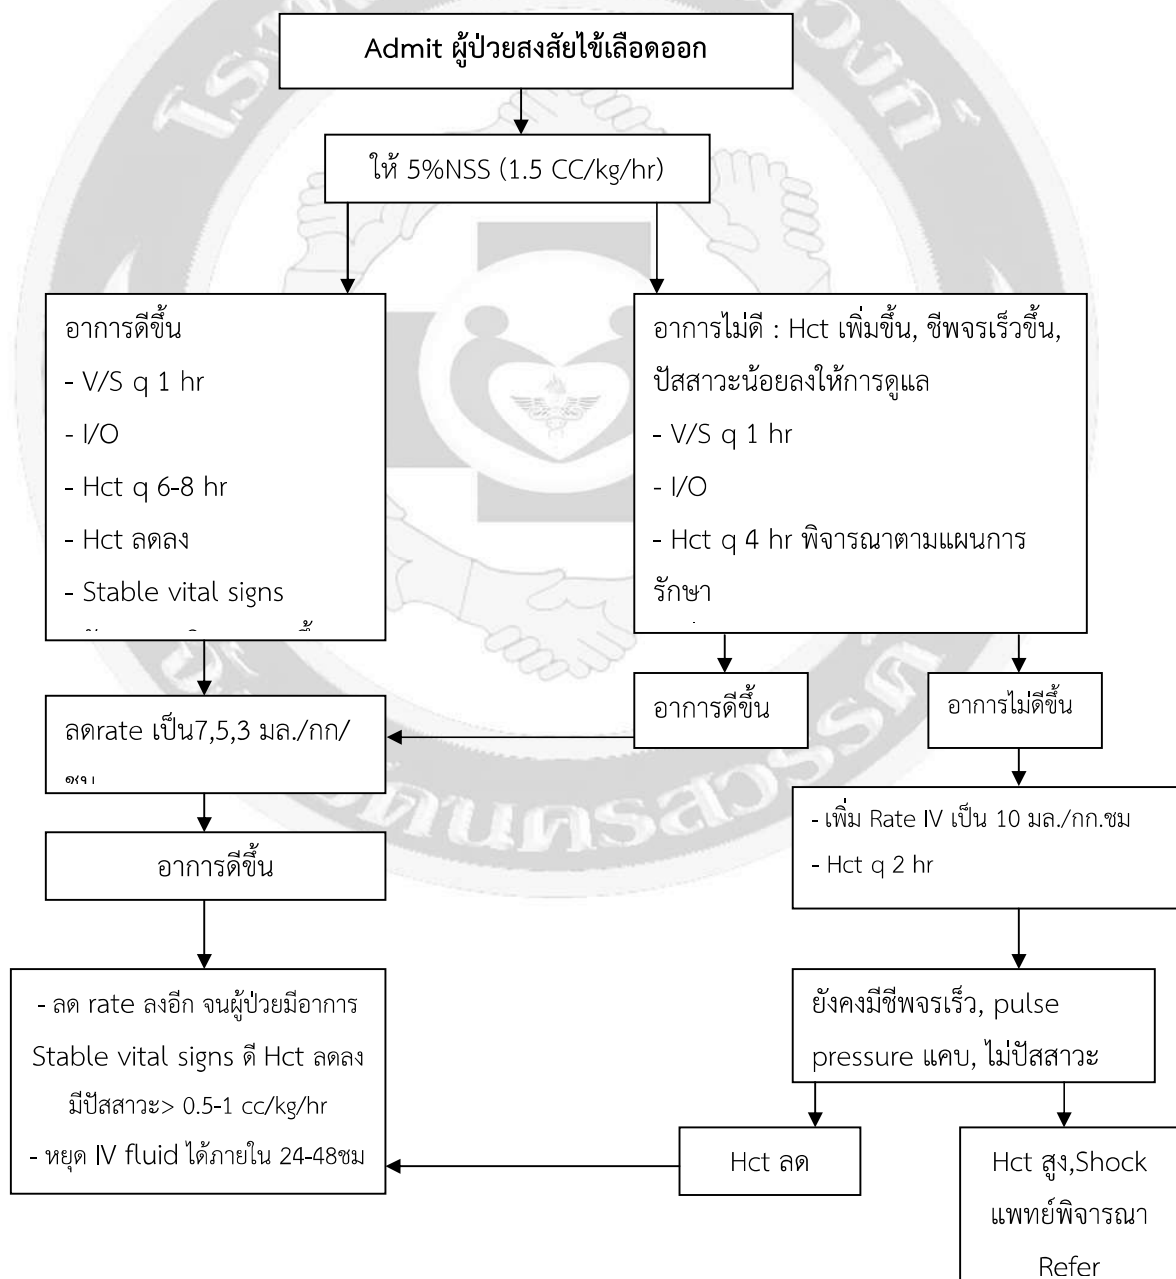 Admit ผู้ป่วยสงสัยไข้เลือดออก
ให้ 5%NSS (1.5 CC/kg/hr)
อาการดีขึ้น
- V/S q 1 hr
- I/O
- Hct q 6-8 hr
- Hct ลดลง
- Stable vital signs
อาการไม่ดี : Hct เพิ่มขึ้น, ชีพจรเร็วขึ้น,
ปัสสาวะน้อยลงให้การดูแล
- V/S q 1 hr
- I/O
- Hct q 4 hr พิจารณาตามแผนการ
รักษา
อาการดีขึ้น
อาการไม่ดีขึ้น
ลดrate เป็น7,5,3 มล./กก/
- เพิ่ม Rate IV เป็น 10 มล./กก.ชม
- Hct q 2 hr
อาการดีขึ้น
- ลด rate ลงอีก จนผู้ป่วยมีอาการ
Stable vital signs ดี Hct ลดลง
มีปัสสาวะ> 0.5-1 cc/kg/hr
- หยุด IV fluid ได้ภายใน 24-48ชม
ยังคงมีชีพจรเร็ว, pulse
pressure แคบ, ไม่ปัสสาวะ
Hct ลด
Hct สูง,Shock
แพทย์พิจารณา
Refer